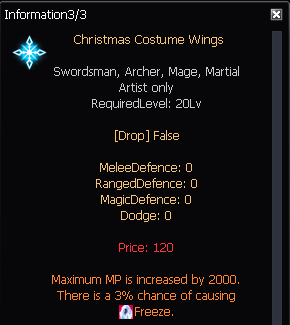 Information3/3
Christmas Costume Wings
Swordsman, Archer, Mage, Martial
Artist only
RequiredLevel: 20Lv
[Drop] False
MeleeDefence: 0
RangedDefence: 0
MagicDefence: 0
Dodge: 0
Price: 120
Maximum MP is increased by 2000.
There is a 3% chance of causing
Freeze.